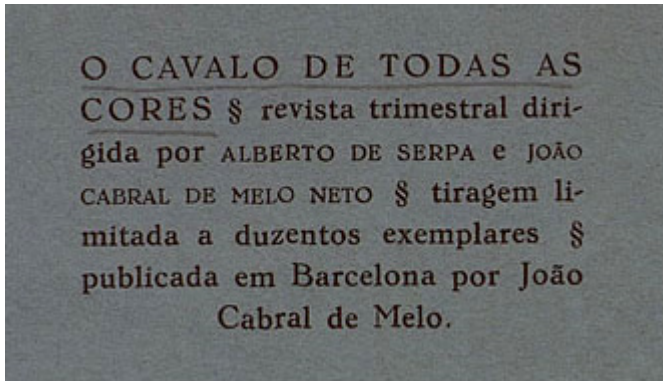 O CAVALO DE TODAS AS
CORES § revista trimestral diri-
gida por ALBERTO DE SERPA e JOÃO
CABRAL DE MELO NETO § tiragem li-
mitada a duzentos exemplares §
publicada em Barcelona por João
Cabral de Melo.